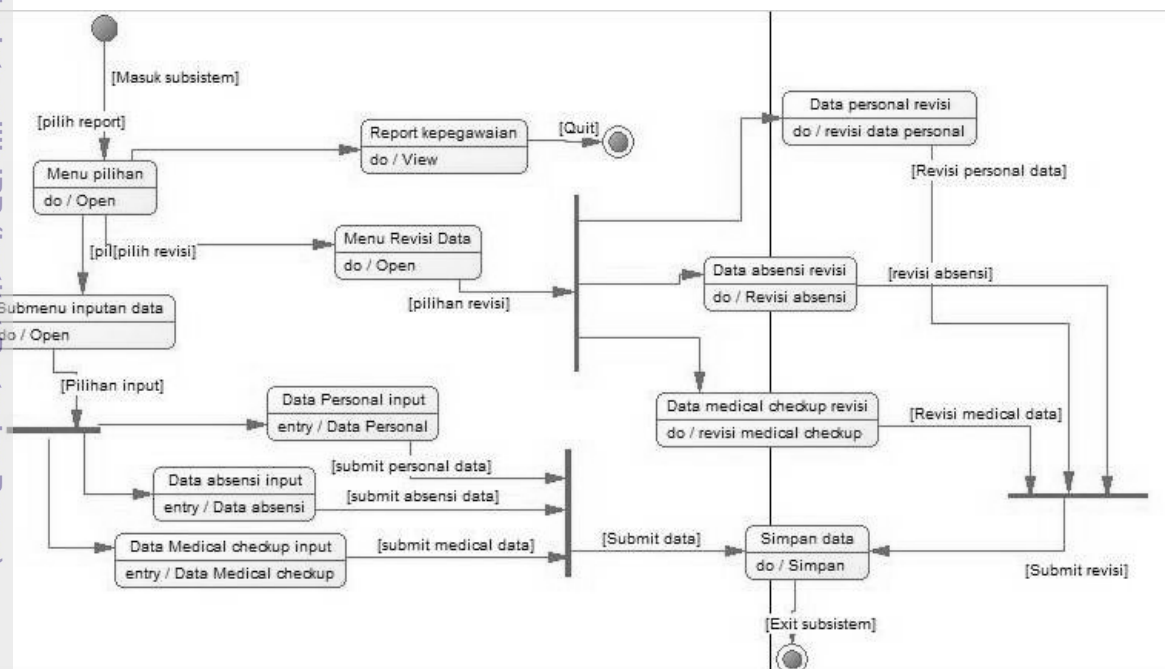 [Masuk subsistem]
[pilih report]
Menu pilihan
do / Open
Report kepegawaian
do / View
[Quit]
Data personal revisi
do / revisi data personal
[Revisi personal data]
[pil[pilih revisi]
Menu Revisi Data
do / Open
[pilihan revisi]
Data absensi revisi
do / Revisi absensi
[revisi absensi]
Submenu inputan data
do / Open
[Pilihan input]
Data Personal input
entry / Data Personal
[submit personal data]
Data medical checkup revisi
do / revisi medical checkup
[Revisi medical data]
Data absensi input
entry / Data absensi
[submit absensi data]
Data Medical checkup input
entry / Data Medical checkup
[submit medical data]
[Submit data]
Simpan data
do / Simpan
[Submit revisi]
[Exit subsistem]